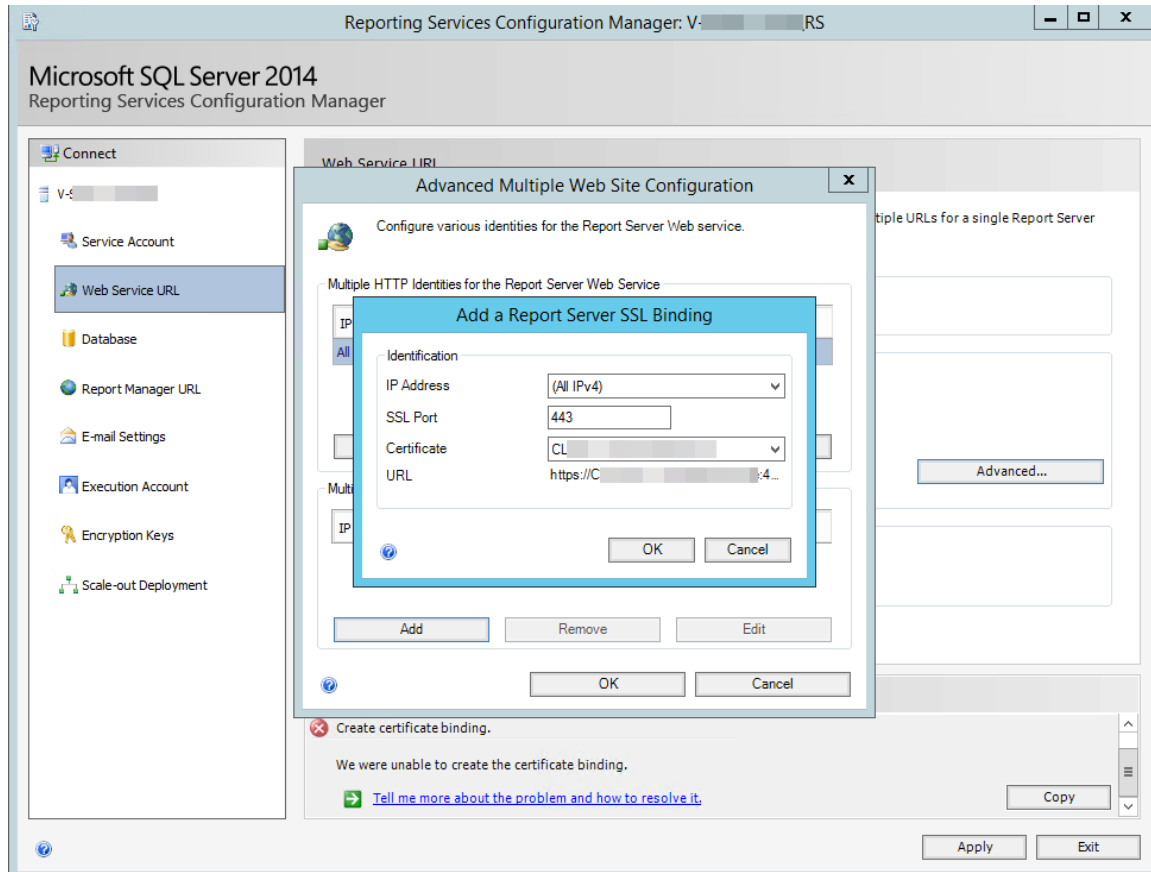 Reporting Services Configuration Manager: V- RS
Microsoft SQL Server 2014
Reporting Services Configuration Manager
Connect
V-
Service Account
Web Service URL
Database
Report Manager URL
E-mail Settings
Execution Account
Encryption Keys
Scale-out Deployment
Web Service URL
tiple URLs for a single Report Server
Advanced...
Advanced Multiple Web Site Configuration
x
Configure various identities for the Report Server Web service.
Multiple HTTP Identities for the Report Server Web Service
IP
All
Multi
IP
Add a Report Server SSL Binding
Identification
IP Address (All IPv4)
SSL Port 443
Certificate CL
URL https://C :4...
OK Cancel
Add Remove Edit
OK Cancel
Create certificate binding.
We were unable to create the certificate binding.
Tell me more about the problem and how to resolve it.
Copy
Apply Exit